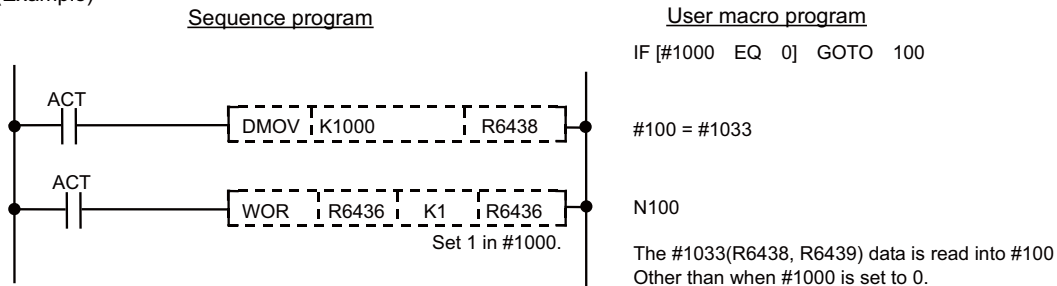 (Example)
Sequence program
User macro program
IF [#1000 EQ 0] GOTO 100
ACT
DMOV K1000 R6438
#100 = #1033
ACT
WOR R6436 K1 R6436
N100
Set 1 in #1000.
The #1033(R6438, R6439) data is read into #100
Other than when #1000 is set to 0.